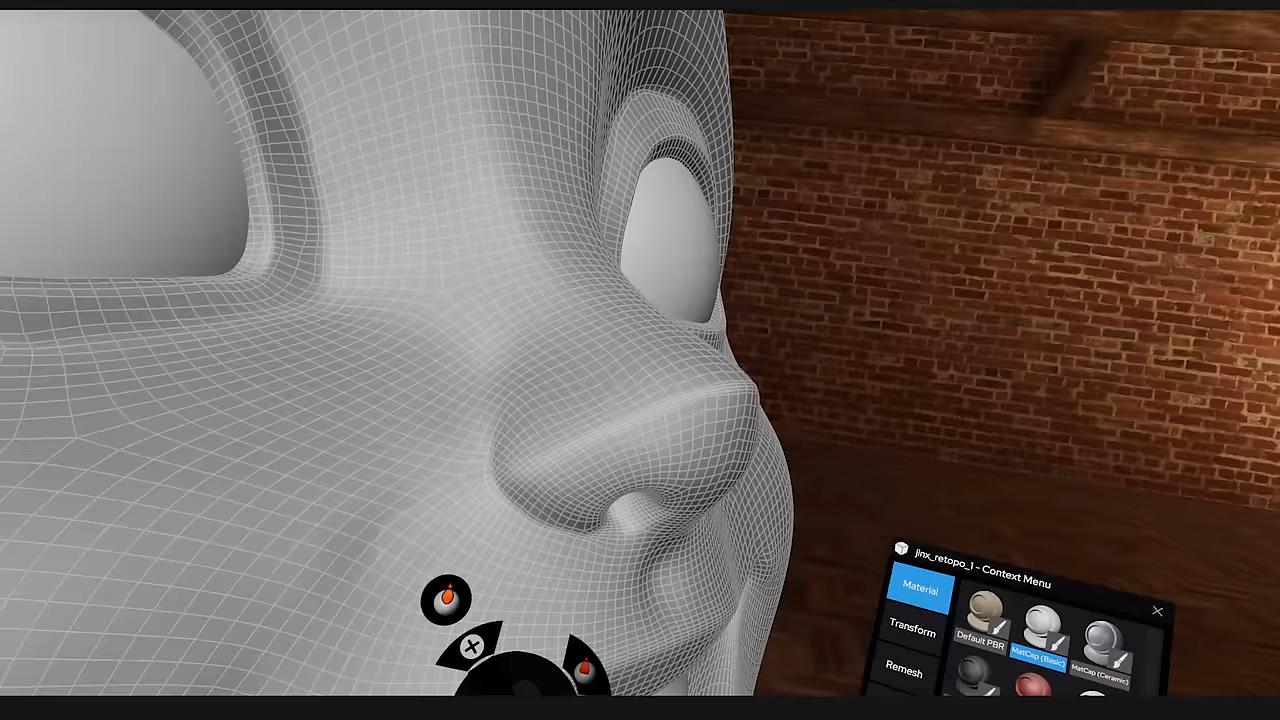 jinx_retopo_1 - Context Menu
Material
Transform
Remesh
Default PBR
MatCap (Basic)
MatCap (Ceramic)